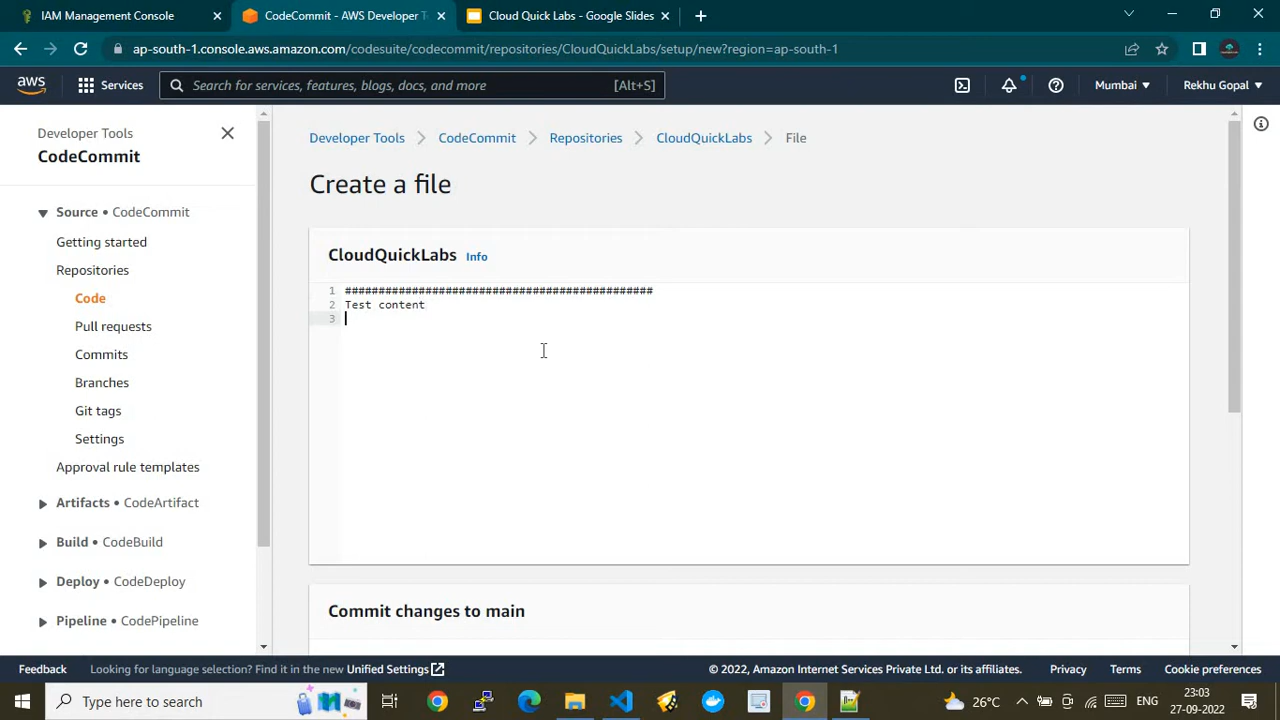 IAM Management Console
CodeCommit - AWS Developer T
Cloud Quick Labs - Google Slides
ap-south-1.console.aws.amazon.com/codesuite/codecommit/repositories/CloudQuickLabs/setup/new?region=ap-south-1
aws
Services
Search for services, features, blogs, docs, and more
[Alt+S]
Mumbai
Rekhu Gopal
Developer Tools
CodeCommit
Source • CodeCommit
Getting started
Repositories
Code
Pull requests
Commits
Branches
Git tags
Settings
Approval rule templates
Artifacts • CodeArtifact
Build • CodeBuild
Deploy • CodeDeploy
Pipeline • CodePipeline
Developer Tools
CodeCommit
Repositories
CloudQuickLabs
File
Create a file
CloudQuickLabs Info
1 ##############################################
2 Test content
3
Commit changes to main
Feedback
Looking for language selection? Find it in the new Unified Settings
© 2022, Amazon Internet Services Private Ltd. or its affiliates.
Privacy
Terms
Cookie preferences
Type here to search
26°C
ENG
23:03
27-09-2022